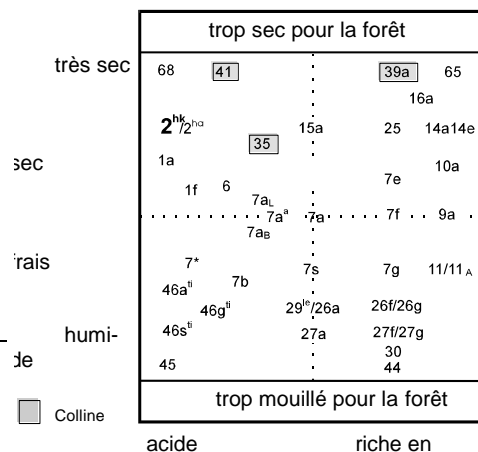 trop sec pour la forêt
très sec 68 41 39a 65
16a
2hk/2ha 15a 25 14a14e
35
sec 1a 10a
1f 6 7e
7aL
7aa 7a 7f 9a
7aB
frais 7* 7s 7g 11/11A
46ati 7b
46gti 29le/26a 26f/26g
humi- 46sti 27a 27f/27g
30
de 45 44
trop mouillé pour la forêt
Colline
acide riche en